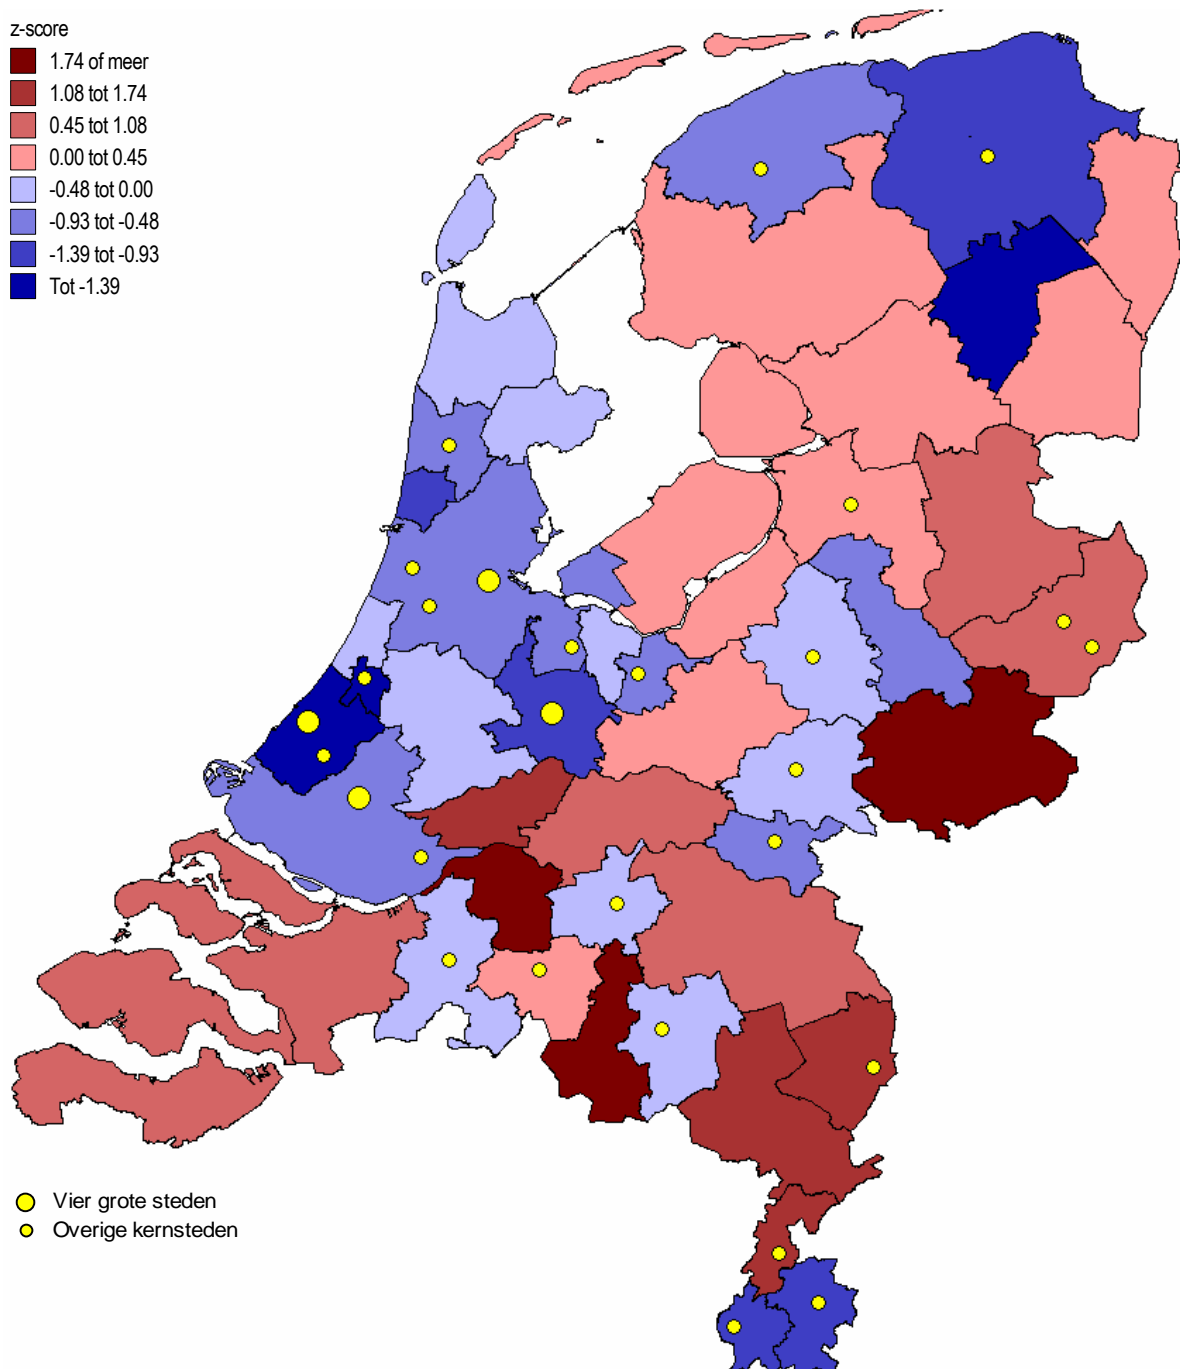 z-score
1.74 of meer
1.08 tot 1.74
0.45 tot 1.08
0.00 tot 0.45
-0.48 tot 0.00
-0.93 tot -0.48
-1.39 tot -0.93
Tot -1.39
Vier grote steden
Overige kernsteden